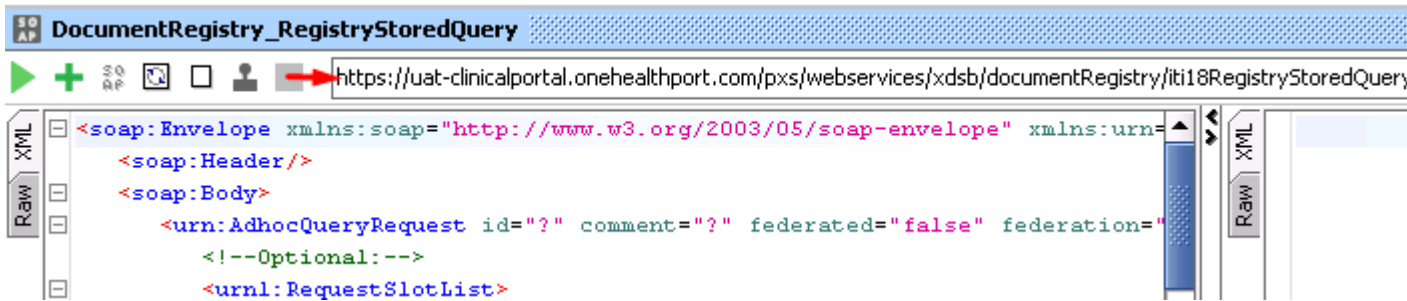 SOAP DocumentRegistry_RegistryStoredQuery
SOAP https://uat-clinicalportal.onehealthport.com/pxs/webservices/xdsb/documentRegistry/iti18RegistryStoredQuery
XML
Raw
<soap:Envelope xmlns:soap="http://www.w3.org/2003/05/soap-envelope" xmlns:urn=
<soap:Header/>
<soap:Body>
<urn:AdhocQueryRequest id="?" comment="?" federated="false" federation="
<!--Optional:-->
<urn1:RequestSlotList>
XML
Raw